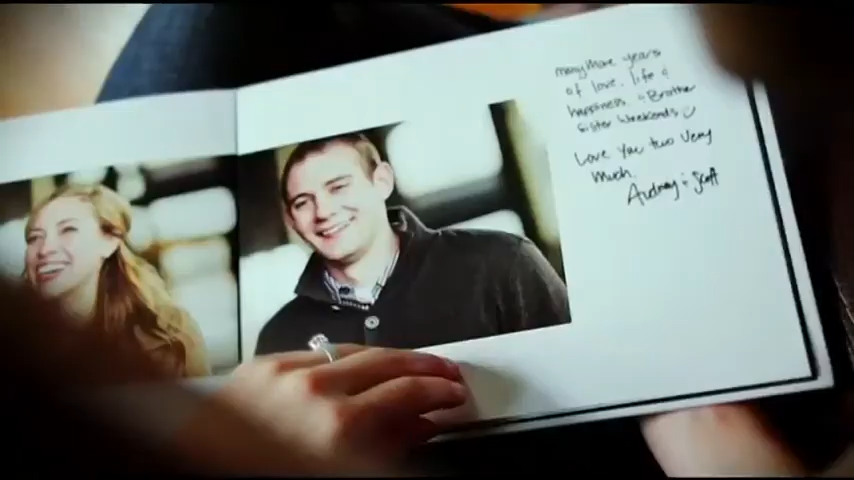 many More years
of love, life &
happiness. & Brother
Sister Weekends
Love you two very
much.
Audrey & Scott